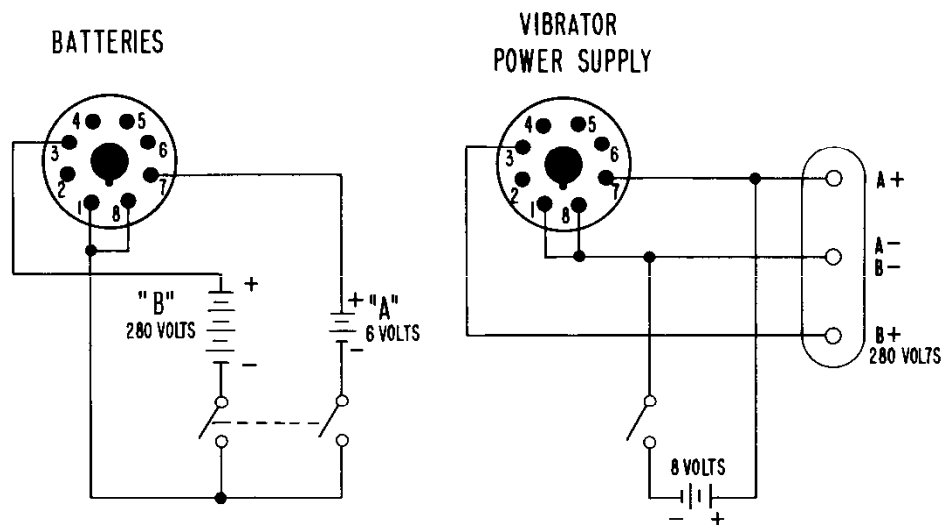 BATTERIES
4 5
3 6
2 7
1 8
+
"B"
280 VOLTS
−
+ "A"
6 VOLTS
−
VIBRATOR
POWER SUPPLY
4 5
3 6
2 7
1 8
A+
A−
B−
B+
280 VOL7S
8 VOLTS
− +